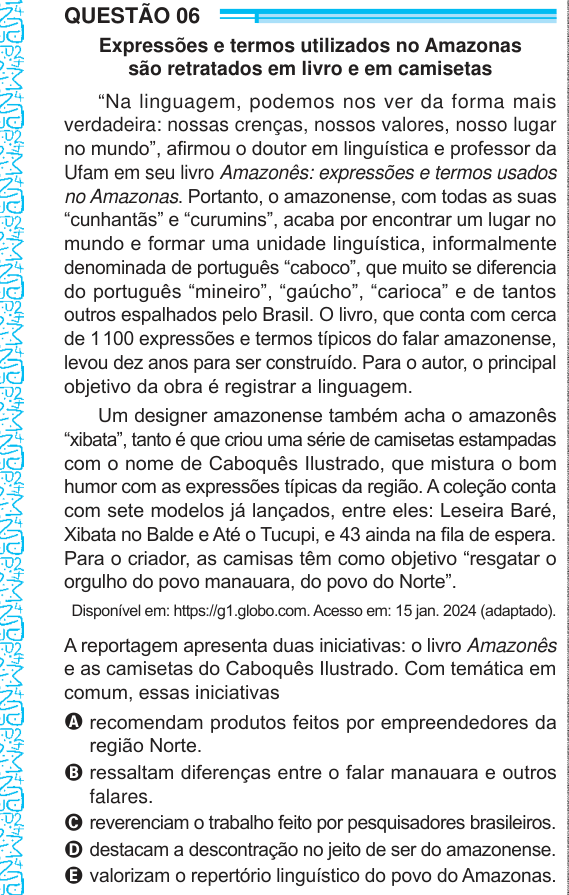 QUESTÃO 06
Expressões e termos utilizados no Amazonas
são retratados em livro e em camisetas
“Na linguagem, podemos nos ver da forma mais
verdadeira: nossas crenças, nossos valores, nosso lugar
no mundo”, afirmou o doutor em linguística e professor da
Ufam em seu livro Amazonês: expressões e termos usados
no Amazonas. Portanto, o amazonense, com todas as suas
“cunhantãs” e “curumins”, acaba por encontrar um lugar no
mundo e formar uma unidade linguística, informalmente
denominada de português “caboco”, que muito se diferencia
do português “mineiro”, “gaúcho”, “carioca” e de tantos
outros espalhados pelo Brasil. O livro, que conta com cerca
de 1 100 expressões e termos típicos do falar amazonense,
levou dez anos para ser construído. Para o autor, o principal
objetivo da obra é registrar a linguagem.
Um designer amazonense também acha o amazonês
“xibata”, tanto é que criou uma série de camisetas estampadas
com o nome de Caboquês Ilustrado, que mistura o bom
humor com as expressões típicas da região. A coleção conta
com sete modelos já lançados, entre eles: Leseira Baré,
Xibata no Balde e Até o Tucupi, e 43 ainda na fila de espera.
Para o criador, as camisas têm como objetivo “resgatar o
orgulho do povo manauara, do povo do Norte”.
Disponível em: https://g1.globo.com. Acesso em: 15 jan. 2024 (adaptado).
A reportagem apresenta duas iniciativas: o livro Amazonês
e as camisetas do Caboquês Ilustrado. Com temática em
comum, essas iniciativas
A recomendam produtos feitos por empreendedores da
região Norte.
B ressaltam diferenças entre o falar manauara e outros
falares.
C reverenciam o trabalho feito por pesquisadores brasileiros.
D destacam a descontração no jeito de ser do amazonense.
E valorizam o repertório linguístico do povo do Amazonas.